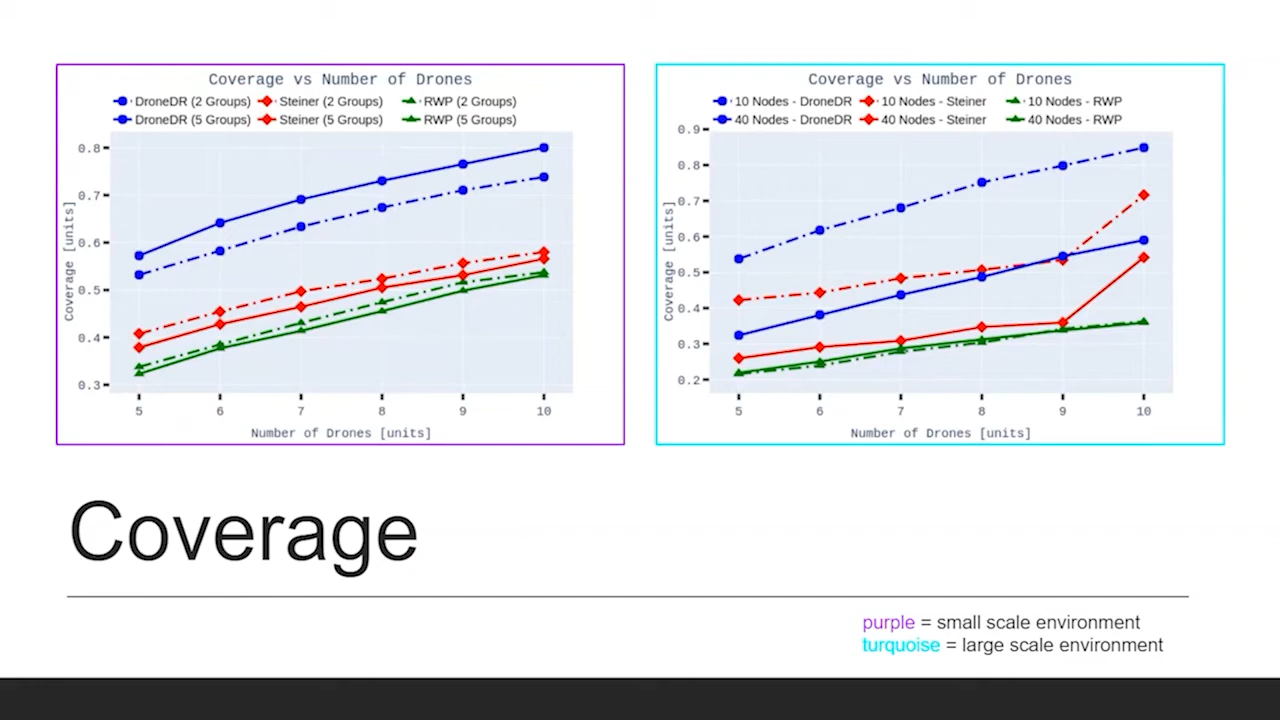 Coverage vs Number of Drones
DroneDR (2 Groups) Steiner (2 Groups) RWP (2 Groups)
DroneDR (5 Groups) Steiner (5 Groups) RWP (5 Groups)
Coverage [units]
0.8
0.7
0.6
0.5
0.4
0.3
5 6 7 8 9 10
Number of Drones [units]
Coverage vs Number of Drones
10 Nodes - DroneDR 10 Nodes - Steiner 10 Nodes - RWP
40 Nodes - DroneDR 40 Nodes - Steiner 40 Nodes - RWP
Coverage [units]
0.9
0.8
0.7
0.6
0.5
0.4
0.3
0.2
5 6 7 8 9 10
Number of Drones [units]
Coverage
purple = small scale environment
turquoise = large scale environment